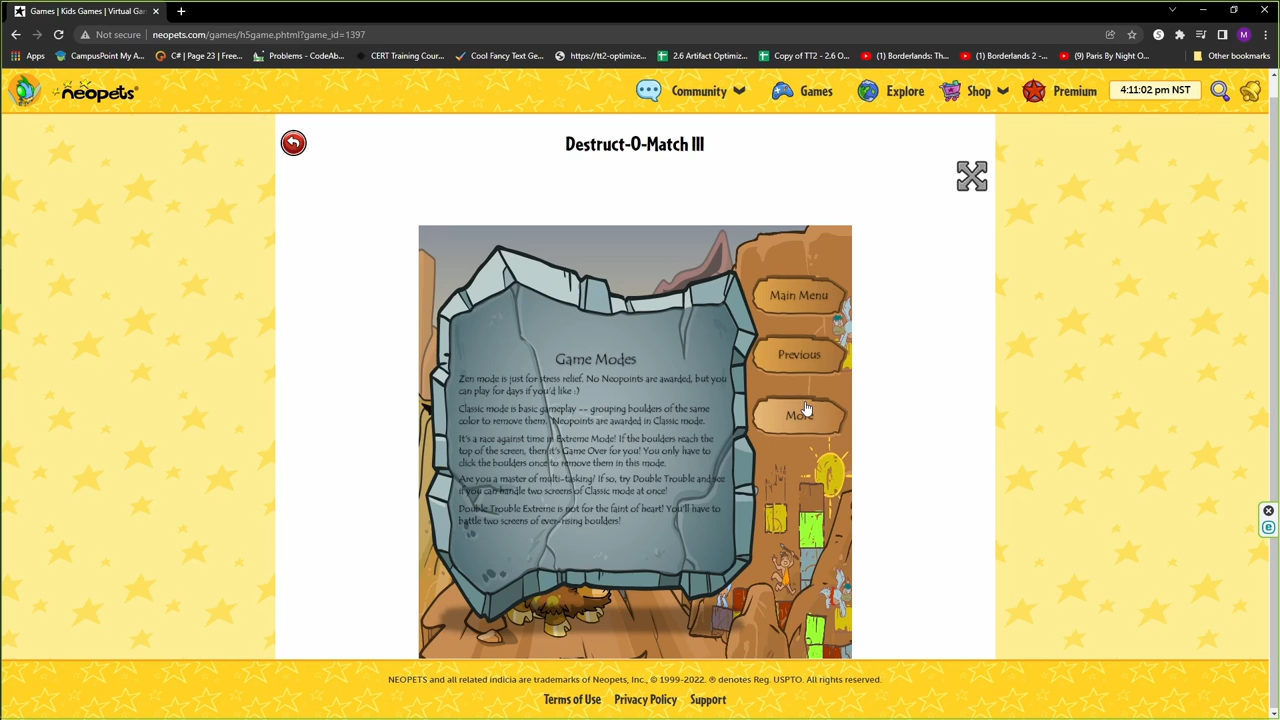 Games | Kids Games | Virtual Gam
Not secure
neopets.com/games/h5game.phtml?game_id=1397
M
Apps
CampusPoint My A...
C# | Page 23 | Free...
Problems - CodeAb...
CERT Training Cour...
Cool Fancy Text Ge...
https://tt2-optimize...
2.6 Artifact Optimiz...
Copy of TT2 - 2.6 O...
(1) Borderlands: Th...
(1) Borderlands 2 -...
(9) Paris By Night O...
Other bookmarks
neopets
Community
Games
Explore
Shop
Premium
4:11:02 pm NST
Destruct-O-Match III
Game Modes
Zen mode is just for stress relief. No Neopoints are awarded, but you
can play for days if you'd like :)
Classic mode is basic gameplay -- grouping boulders of the same
color to remove them. Neopoints are awarded in Classic mode.
It's a race against time in Extreme Mode! If the boulders reach the
top of the screen, then it's Game Over for you! You only have to
click the boulders once to remove them in this mode.
Are you a master of multi-tasking? If so, try Double Trouble and see
if you can handle two screens of Classic mode at once!
Double Trouble Extreme is not for the faint of heart! You'll have to
battle two screens of ever-rising boulders!
Main Menu
Previous
More
NEOPETS and all related indicia are trademarks of Neopets, Inc., © 1999-2022. ® denotes Reg. USPTO. All rights reserved.
Terms of Use
Privacy Policy
Support